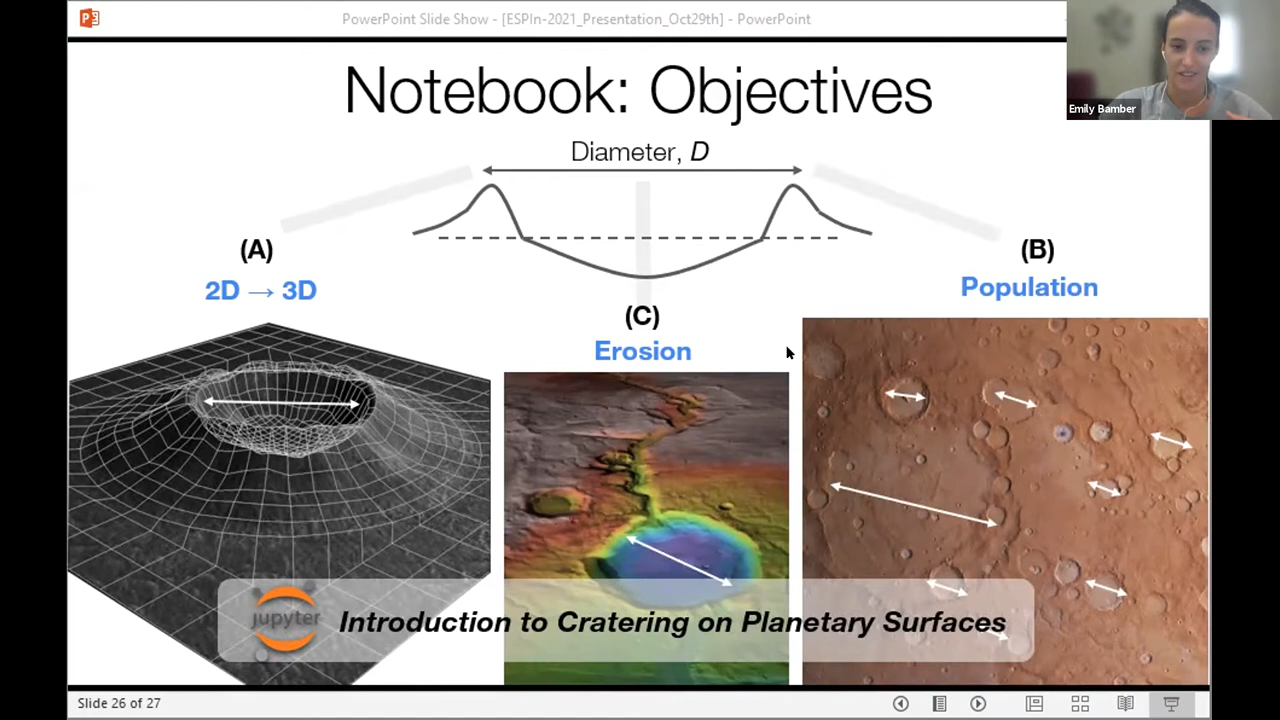 PowerPoint Slide Show - [ESPIn-2021_Presentation_Oct29th] - PowerPoint
Emily Bamber
Notebook: Objectives
Diameter, D
(A)
2D → 3D
(B)
Population
(C)
Erosion
jupyter
Introduction to Cratering on Planetary Surfaces
Slide 26 of 27